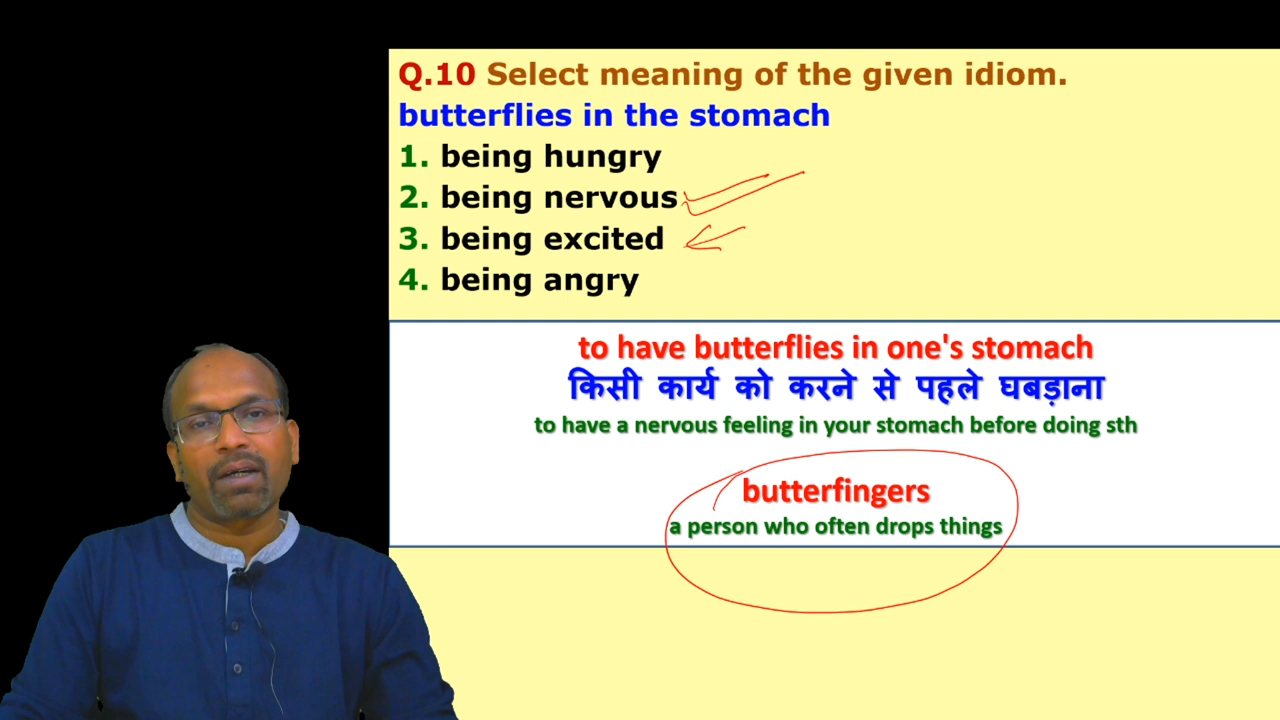 Q.10 Select meaning of the given idiom.
butterflies in the stomach
1. being hungry
2. being nervous
3. being excited
4. being angry
to have butterflies in one's stomach
किसी कार्य को करने से पहले घबड़ाना
to have a nervous feeling in your stomach before doing sth
butterfingers
a person who often drops things